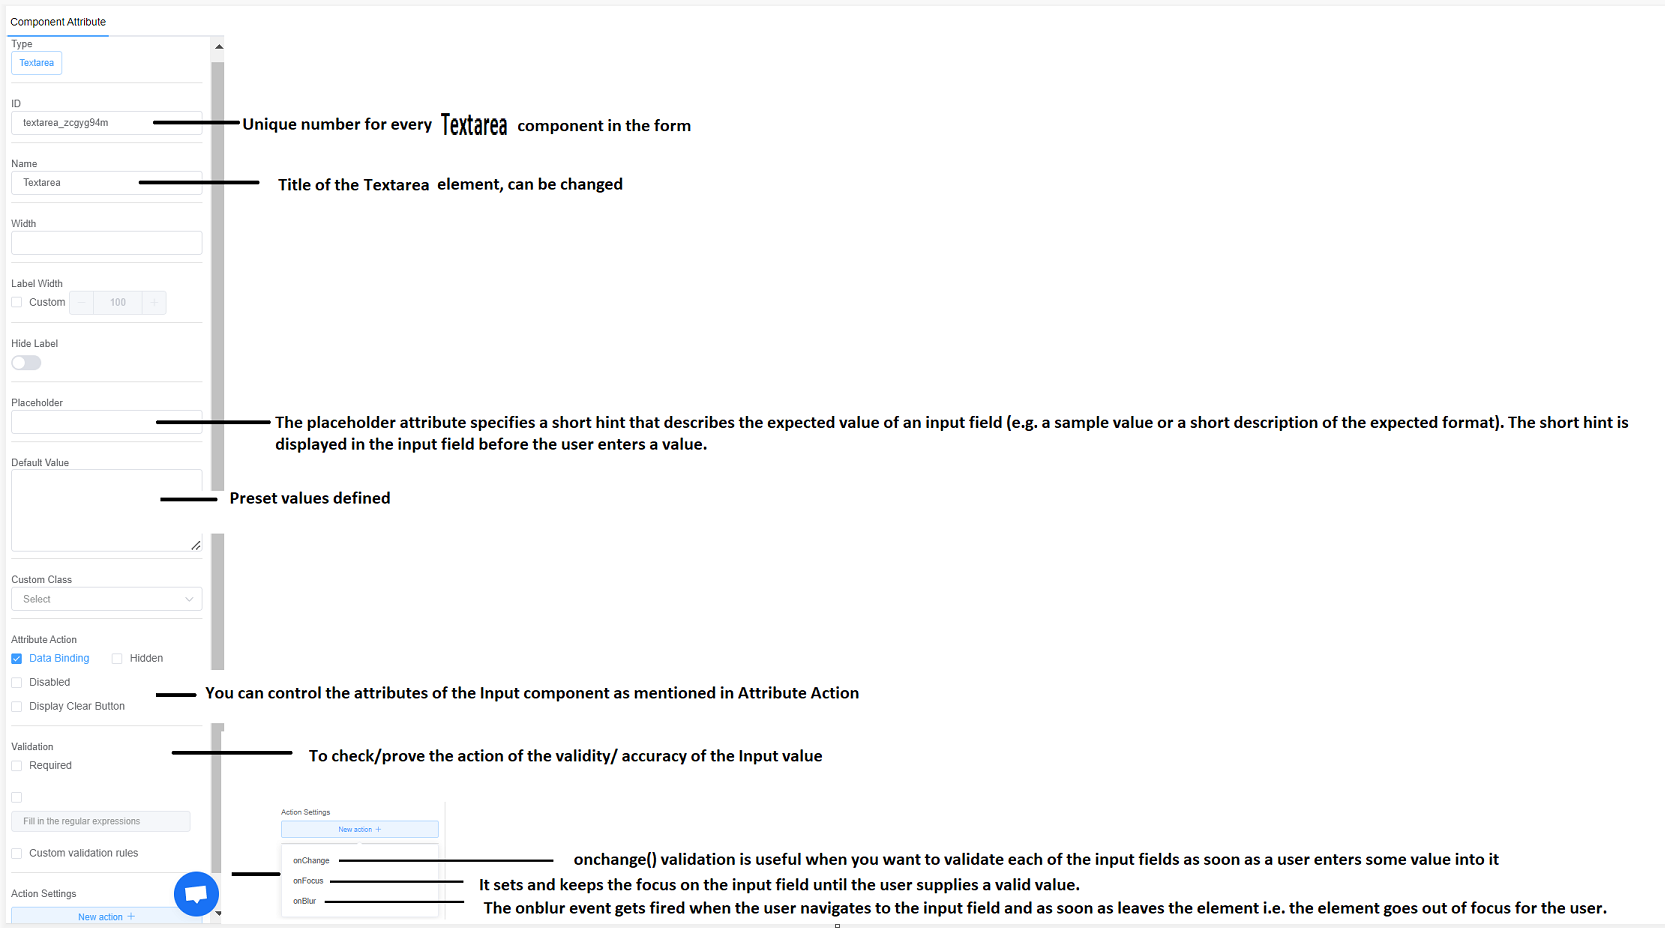 Component Attribute
Type
Textarea
ID
textarea_zcgyg94m
Unique number for every Textarea component in the form
Name
Textarea
Title of the Textarea element, can be changed
Width
Label Width
Custom
− 100 +
Hide Label
Placeholder
The placeholder attribute specifies a short hint that describes the expected value of an input field (e.g. a sample value or a short description of the expected format). The short hint is
displayed in the input field before the user enters a value.
Default Value
Preset values defined
Custom Class
Select
Attribute Action
Data Binding
Hidden
Disabled
Display Clear Button
You can control the attributes of the Input component as mentioned in Attribute Action
Validation
To check/prove the action of the validity/ accuracy of the Input value
Required
Fill in the regular expressions
Custom validation rules
Action Settings
New action +
Action Settings
New action +
onChange
onchange() validation is useful when you want to validate each of the input fields as soon as a user enters some value into it
onFocus
It sets and keeps the focus on the input field until the user supplies a valid value.
onBlur
The onblur event gets fired when the user navigates to the input field and as soon as leaves the element i.e. the element goes out of focus for the user.